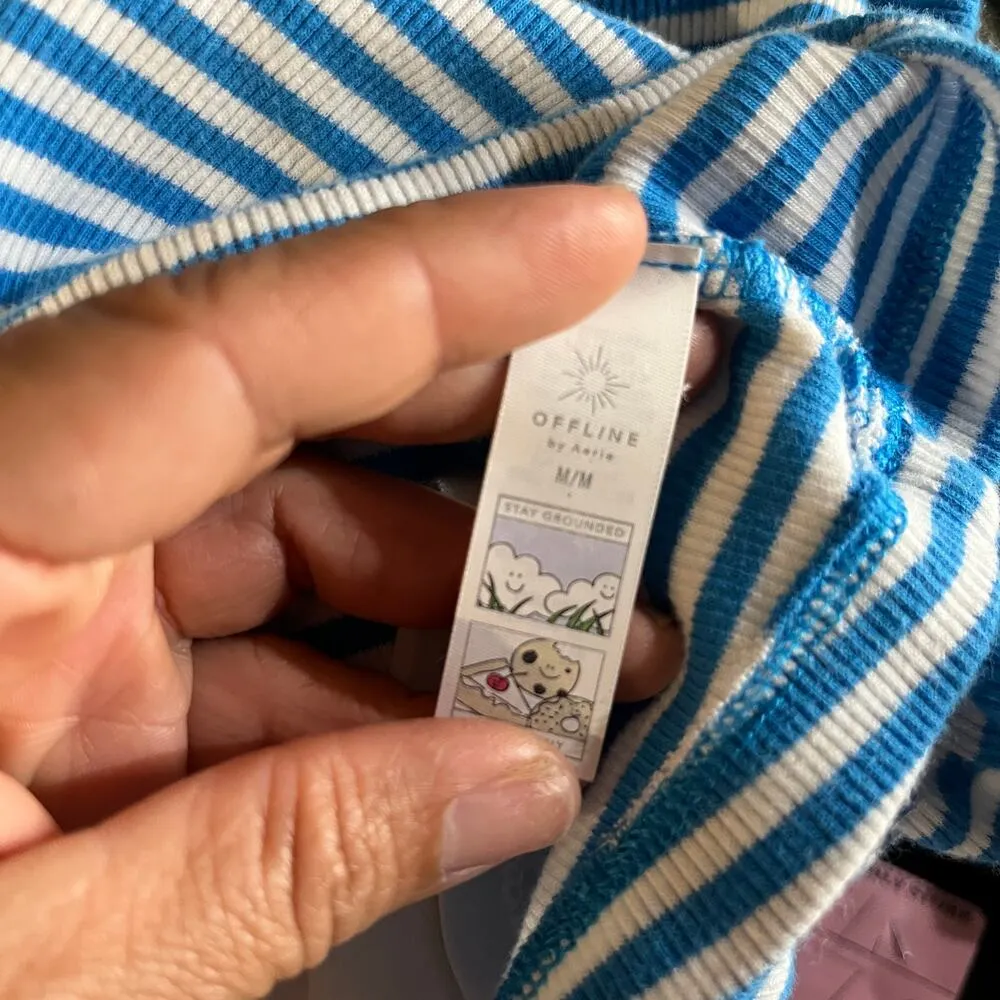 OFFLINE
by Aerie
M/M
STAY GROUNDED